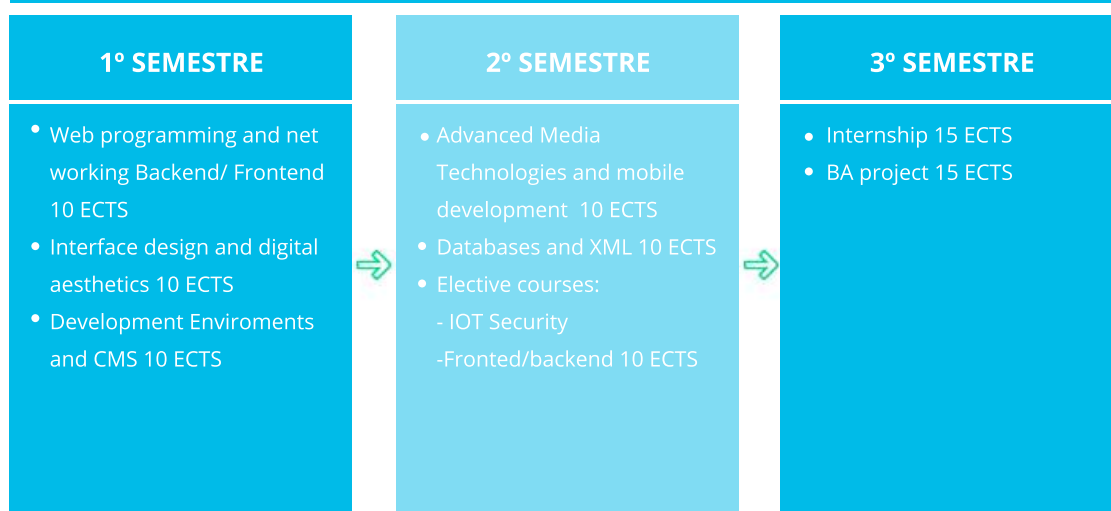 1º SEMESTRE
Web programming and net
working Backend/ Frontend
10 ECTS
Interface design and digital
aesthetics 10 ECTS
Development Enviroments
and CMS 10 ECTS
2º SEMESTRE
Advanced Media
Technologies and mobile
development  10 ECTS
Databases and XML 10 ECTS
Elective courses:
- IOT Security
-Fronted/backend 10 ECTS
3º SEMESTRE
Internship 15 ECTS
BA project 15 ECTS